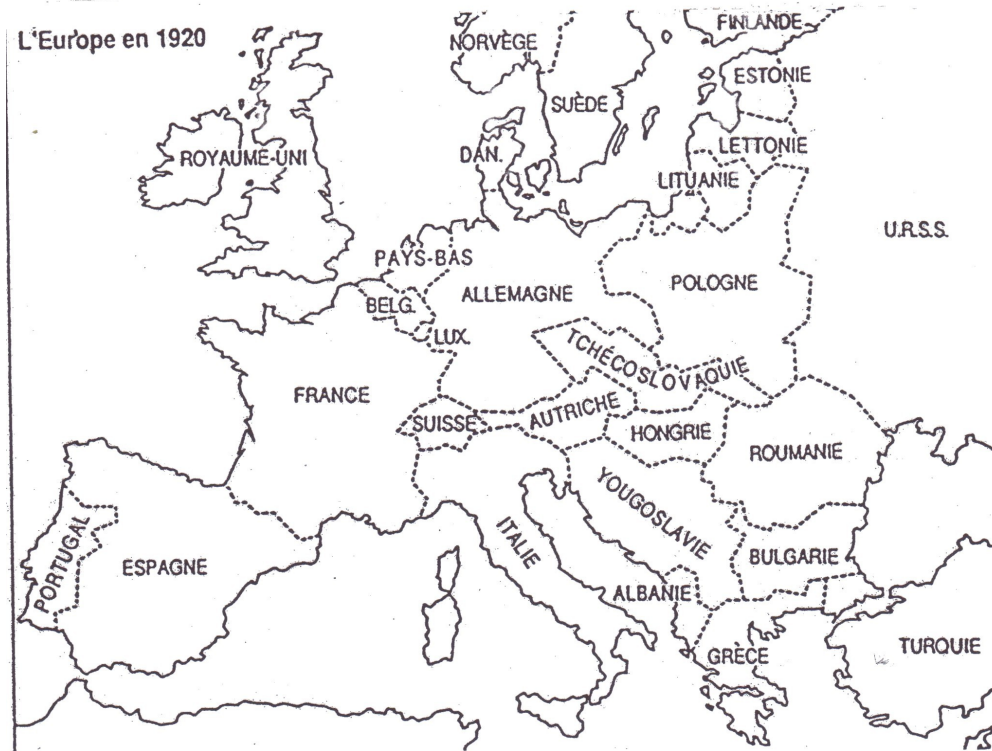 L'Europe en 1920
NORVÈGE
FINLANDE
ESTONIE
SUÈDE
LETTONIE
DAN.
ROYAUME-UNI
LITUANIE
U.R.S.S.
PAYS-BAS
POLOGNE
ALLEMAGNE
BELG.
LUX.
TCHÉCOSLOVAQUIE
FRANCE
SUISSE
AUTRICHE
HONGRIE
ROUMANIE
YOUGOSLAVIE
ITALIE
PORTUGAL
ESPAGNE
BULGARIE
ALBANIE
GRÈCE
TURQUIE